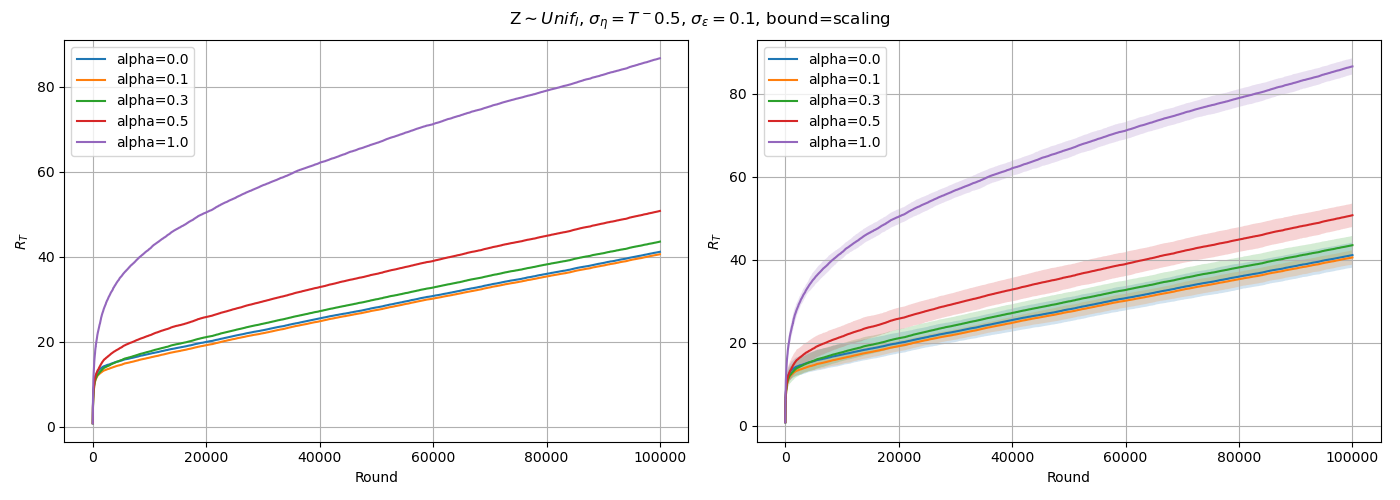 Z ∼ Unif_I, σ_η = T⁻0.5, σ_ε = 0.1, bound=scaling
alpha=0.0
alpha=0.1
alpha=0.3
alpha=0.5
alpha=1.0
R_T
80
60
40
20
0
0 20000 40000 60000 80000 100000
Round
alpha=0.0
alpha=0.1
alpha=0.3
alpha=0.5
alpha=1.0
R_T
80
60
40
20
0
0 20000 40000 60000 80000 100000
Round